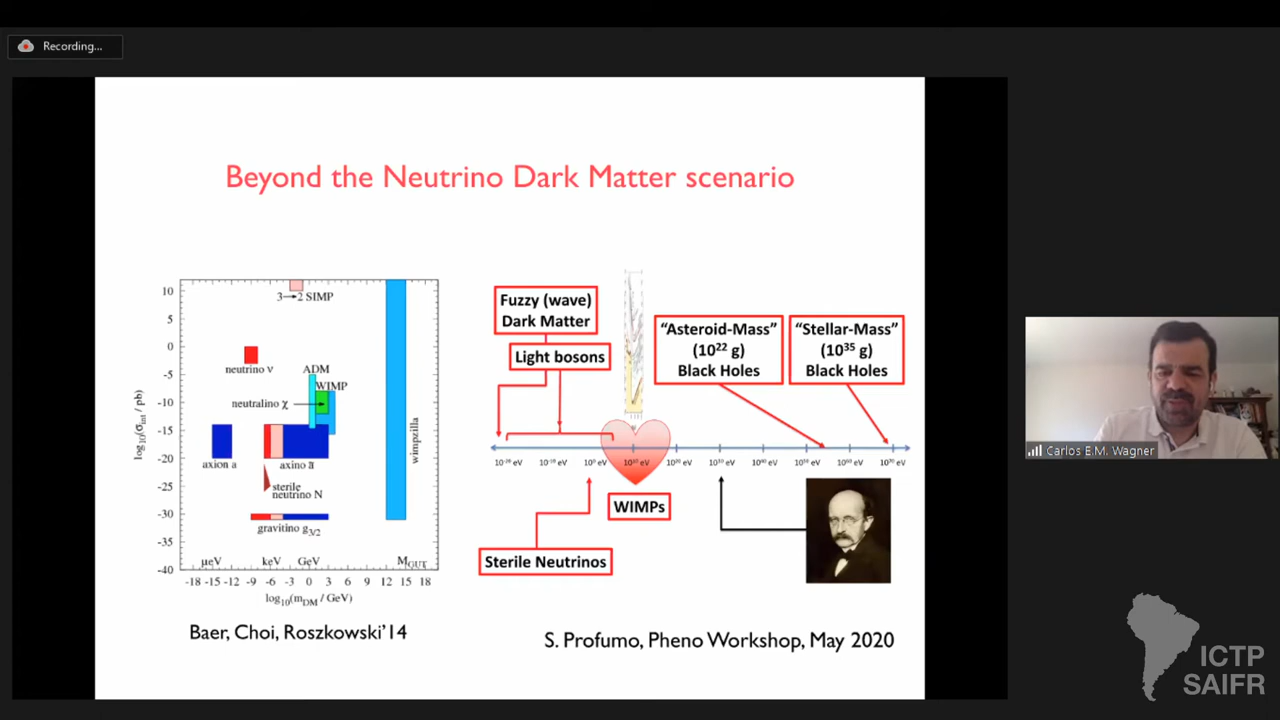 Recording...
Beyond the Neutrino Dark Matter scenario
10
5
0
-5
-10
-15
-20
-25
-30
-35
-40
log₁₀(σᵢₙₜ / pb)
3→2 SIMP
neutrino ν
ADM
WIMP
neutralino χ
axion a
axino ã
sterile
neutrino N
gravitino g₃/₂
wimpzilla
μeV
keV
GeV
M_GUT
-18 -15 -12 -9 -6 -3 0 3 6 9 12 15 18
log₁₀(m_DM / GeV)
Baer, Choi, Roszkowski'14
Fuzzy (wave)
Dark Matter
Light bosons
"Asteroid-Mass"
(10²² g)
Black Holes
"Stellar-Mass"
(10³⁵ g)
Black Holes
WIMPs
Sterile Neutrinos
S. Profumo, Pheno Workshop, May 2020
Carlos E.M. Wagner
ICTP
SAIFR